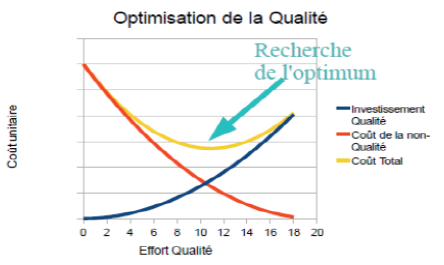 Optimisation de la Qualité
Recherche
de l'optimum
Coût unitaire
Investissement
Qualité
Coût de la non-
Qualité
Coût Total
0 2 4 6 8 10 12 14 16 18 20
Effort Qualité